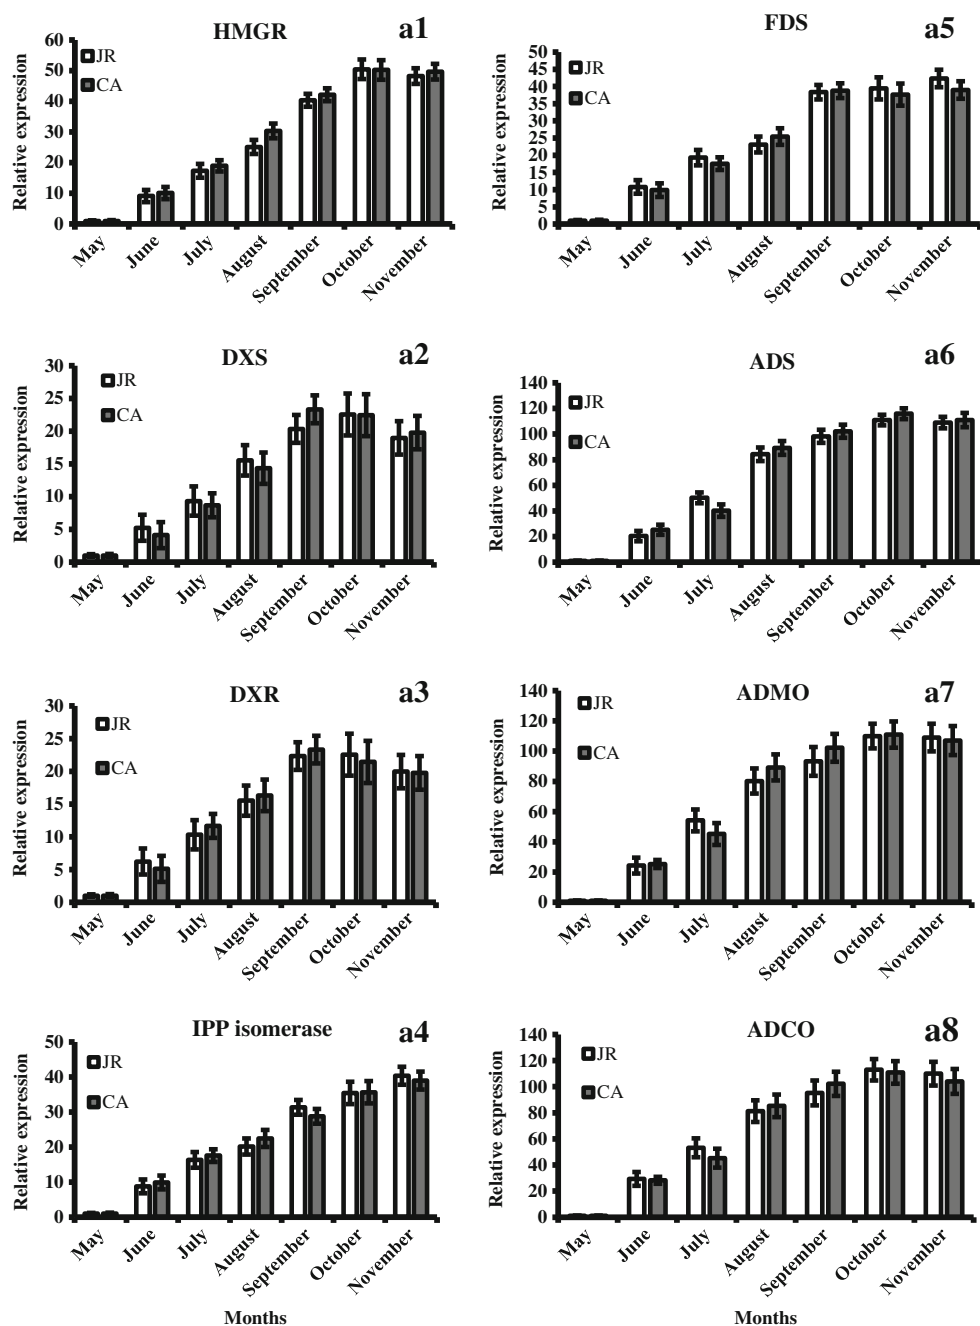 HMGR a1
Relative expression
60
50
40
30
20
10
0
JR
CA
May June July August September October November
FDS a5
Relative expression
50
45
40
35
30
25
20
15
10
5
0
JR
CA
May June July August September October November
DXS a2
Relative expression
30
25
20
15
10
5
0
JR
CA
May June July August September October November
ADS a6
Relative expression
140
120
100
80
60
40
20
0
JR
CA
May June July August September October November
DXR a3
Relative expression
30
25
20
15
10
5
0
JR
CA
May June July August September October November
ADMO a7
Relative expression
140
120
100
80
60
40
20
0
JR
CA
May June July August September October November
IPP isomerase a4
Relative expression
50
40
30
20
10
0
JR
CA
May June July August September October November
Months
ADCO a8
Relative expression
140
120
100
80
60
40
20
0
JR
CA
May June July August September October November
Months